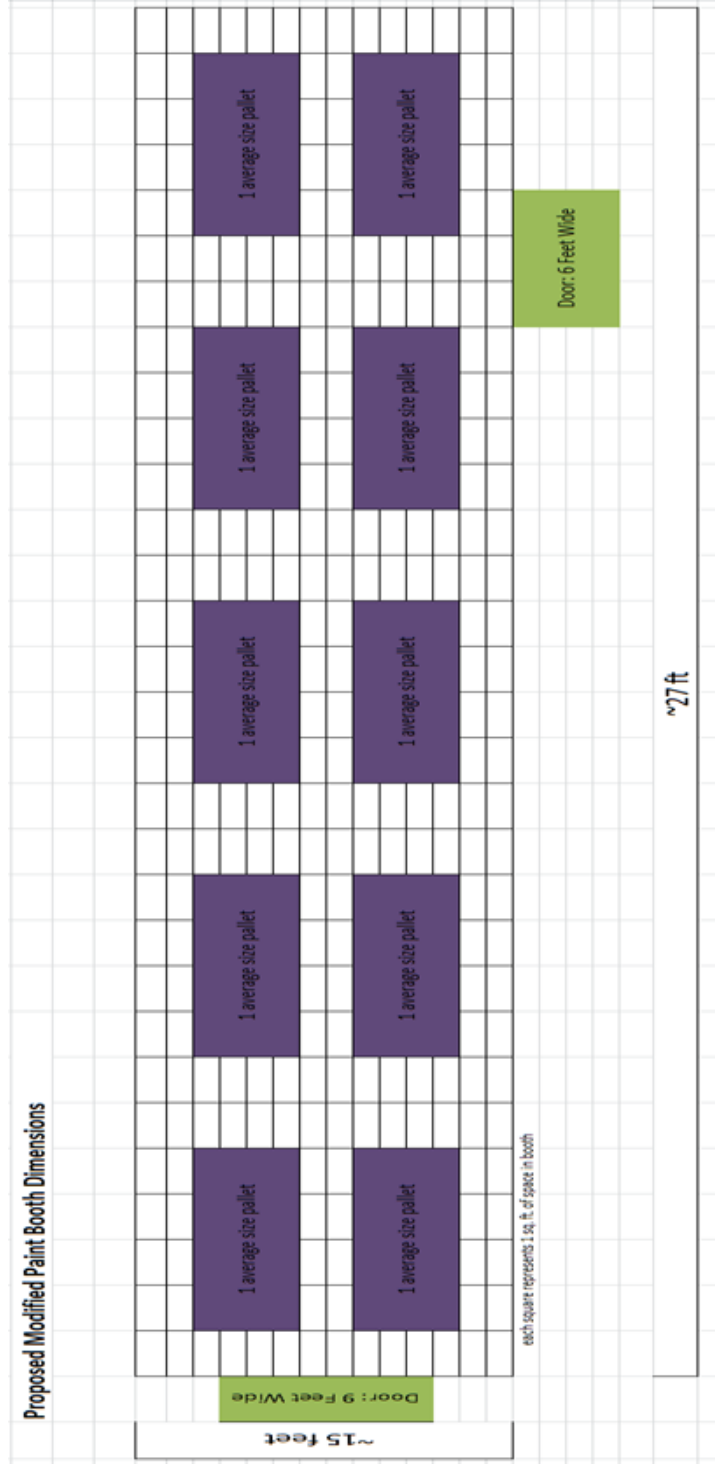 Proposed Modified Paint Booth Dimensions
1 average size pallet
1 average size pallet
1 average size pallet
1 average size pallet
1 average size pallet
1 average size pallet
1 average size pallet
1 average size pallet
1 average size pallet
1 average size pallet
Door: 6 Feet Wide
Door: 9 Feet Wide
~15 feet
each square represents 1 sq. ft. of space in booth
~27 ft